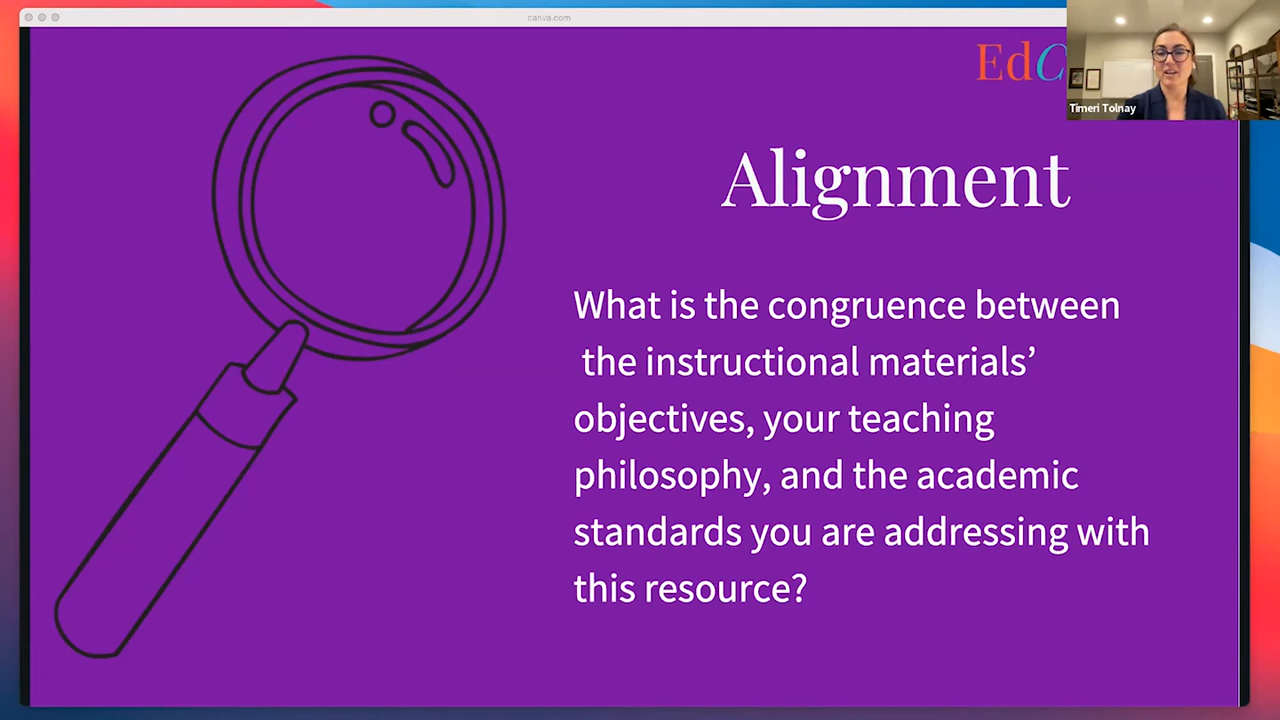 canva.com
EdC
Timeri Tolnay
Alignment
What is the congruence between
the instructional materials’
objectives, your teaching
philosophy, and the academic
standards you are addressing with
this resource?